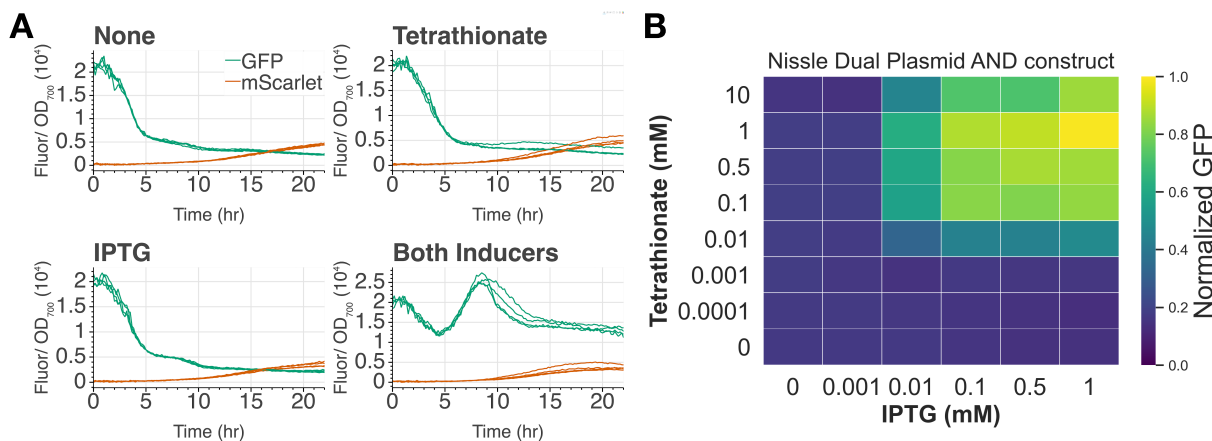 A
None
GFP
mScarlet
Fluor/ OD700 (10⁴)
2
1.5
1
0.5
0
0 5 10 15 20
Time (hr)
Tetrathionate
Fluor/ OD700 (10⁴)
2
1.5
1
0.5
0
0 5 10 15 20
Time (hr)
IPTG
Fluor/ OD700 (10⁴)
2
1.5
1
0.5
0
0 5 10 15 20
Time (hr)
Both Inducers
Fluor/ OD700 (10⁴)
2.5
2
1.5
1
0.5
0
0 5 10 15 20
Time (hr)
B
Nissle Dual Plasmid AND construct
Tetrathionate (mM)
10
1
0.5
0.1
0.01
0.001
0.0001
0
0 0.001 0.01 0.1 0.5 1
IPTG (mM)
1.0
0.8
0.6
0.4
0.2
0.0
Normalized GFP